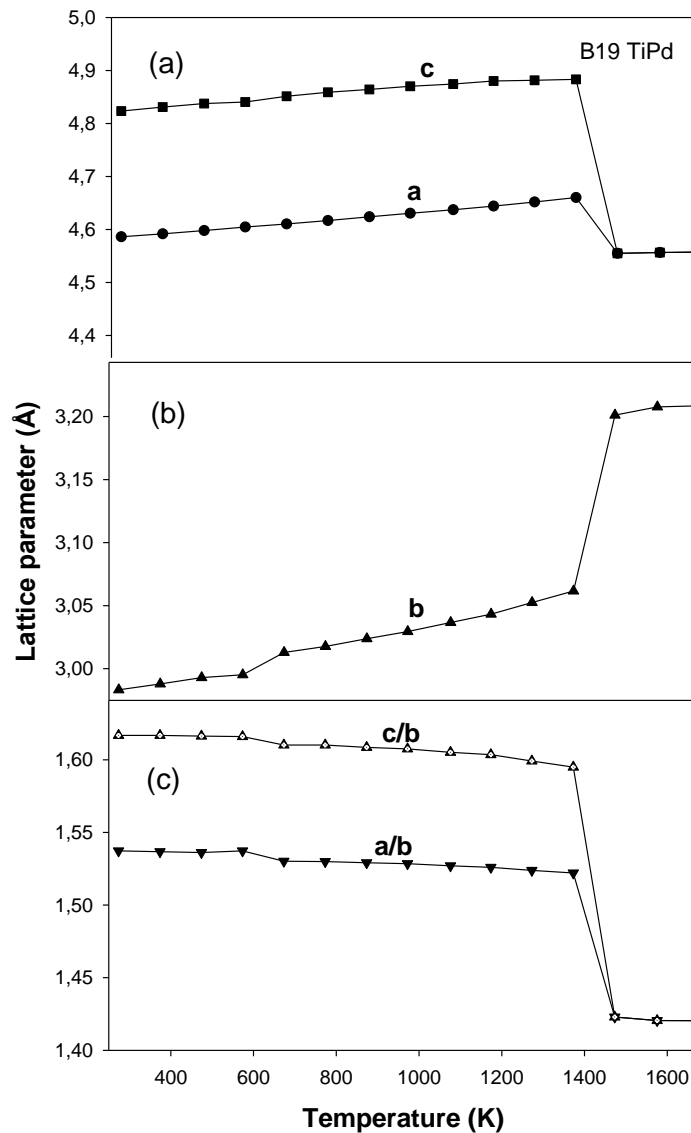 5,0
(a)
B19 TiPd
4,9
c
4,8
4,7
a
4,6
4,5
4,4
Lattice parameter (Å)
(b)
3,20
3,15
3,10
b
3,05
3,00
c/b
1,60
(c)
1,55
a/b
1,50
1,45
1,40
400 600 800 1000 1200 1400 1600
Temperature (K)